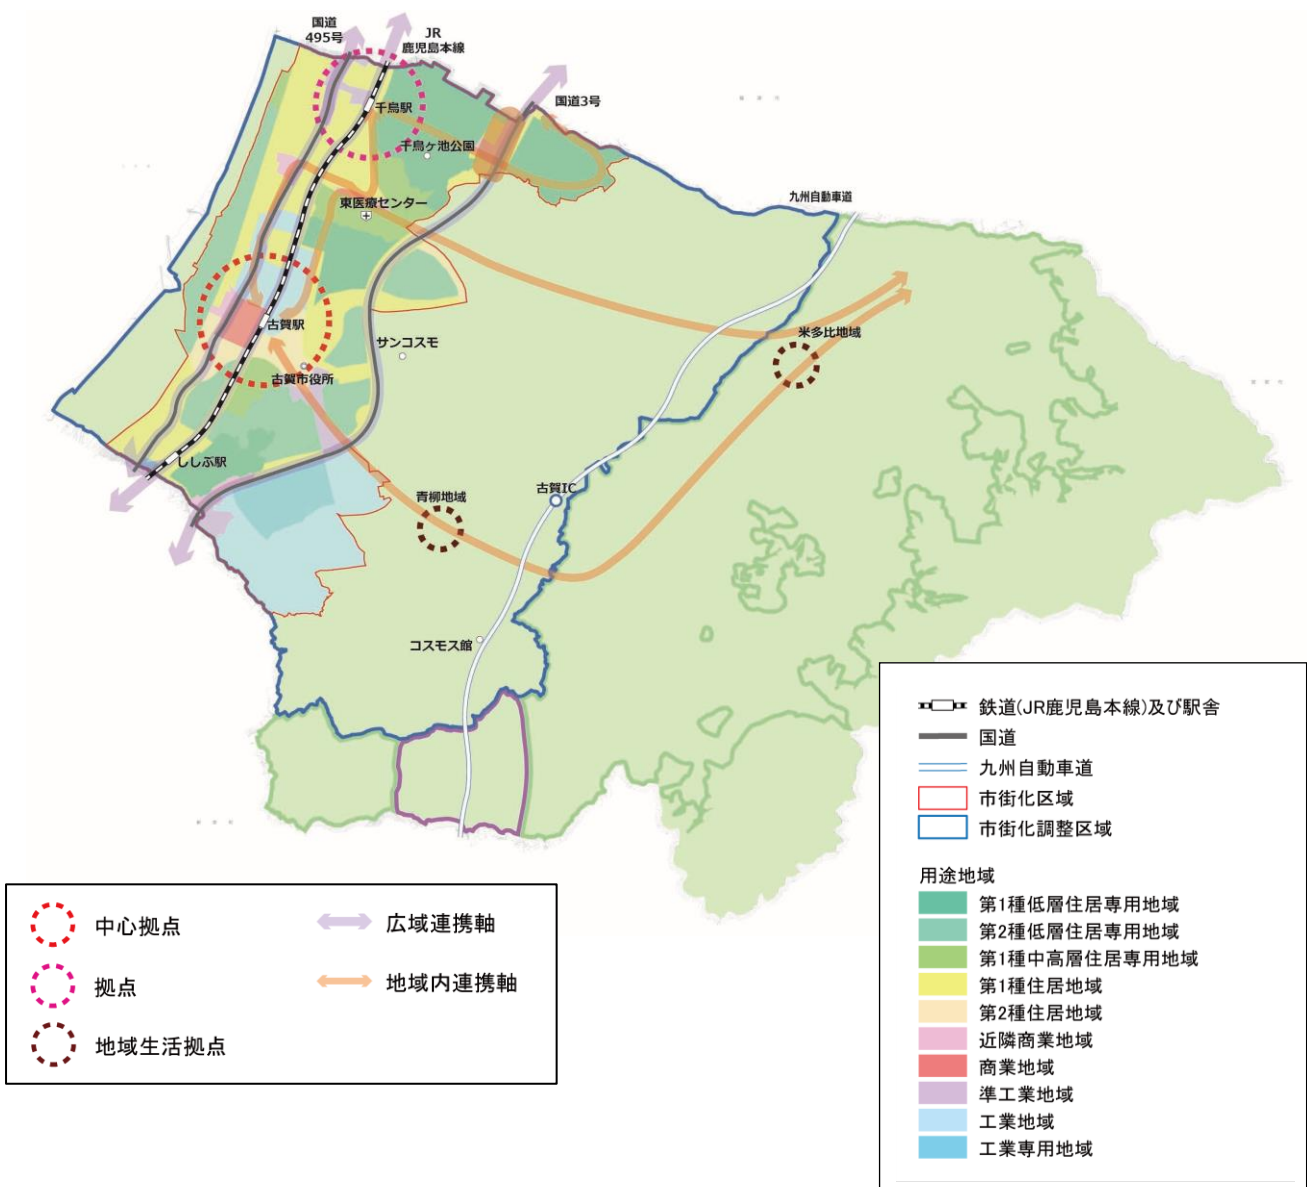 国道
495号
JR
鹿児島本線
国道3号
千鳥駅
千鳥ヶ池公園
九州自動車道
東医療センター
古賀駅
サンコスモ
米多比地域
古賀市役所
ししぶ駅
青柳地域
古賀IC
コスモス館
鉄道(JR鹿児島本線)及び駅舎
国道
九州自動車道
市街化区域
市街化調整区域
用途地域
第1種低層住居専用地域
第2種低層住居専用地域
第1種中高層住居専用地域
第1種住居地域
第2種住居地域
近隣商業地域
商業地域
準工業地域
工業地域
工業専用地域
中心拠点
広域連携軸
拠点
地域内連携軸
地域生活拠点